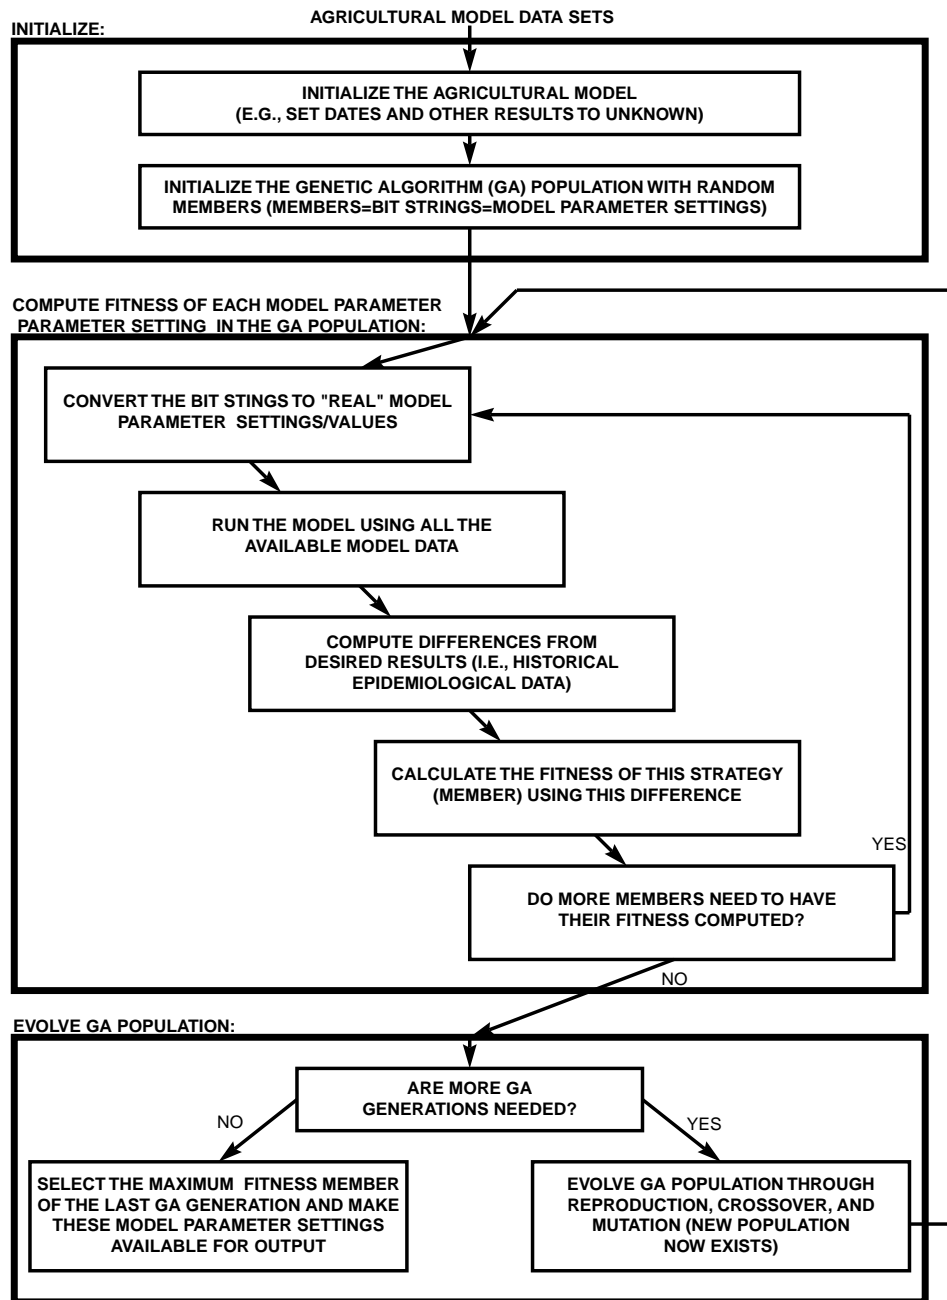 AGRICULTURAL MODEL DATA SETS
INITIALIZE:
INITIALIZE THE AGRICULTURAL MODEL
(E.G., SET DATES AND OTHER RESULTS TO UNKNOWN)
INITIALIZE THE GENETIC ALGORITHM (GA) POPULATION WITH RANDOM
MEMBERS (MEMBERS=BIT STRINGS=MODEL PARAMETER SETTINGS)
COMPUTE FITNESS OF EACH MODEL PARAMETER
PARAMETER SETTING IN THE GA POPULATION:
CONVERT THE BIT STINGS TO "REAL" MODEL
PARAMETER SETTINGS/VALUES
RUN THE MODEL USING ALL THE
AVAILABLE MODEL DATA
COMPUTE DIFFERENCES FROM
DESIRED RESULTS (I.E., HISTORICAL
EPIDEMIOLOGICAL DATA)
CALCULATE THE FITNESS OF THIS STRATEGY
(MEMBER) USING THIS DIFFERENCE
YES
DO MORE MEMBERS NEED TO HAVE
THEIR FITNESS COMPUTED?
NO
EVOLVE GA POPULATION:
ARE MORE GA
GENERATIONS NEEDED?
NO
YES
SELECT THE MAXIMUM FITNESS MEMBER
OF THE LAST GA GENERATION AND MAKE
THESE MODEL PARAMETER SETTINGS
AVAILABLE FOR OUTPUT
EVOLVE GA POPULATION THROUGH
REPRODUCTION, CROSSOVER, AND
MUTATION (NEW POPULATION
NOW EXISTS)